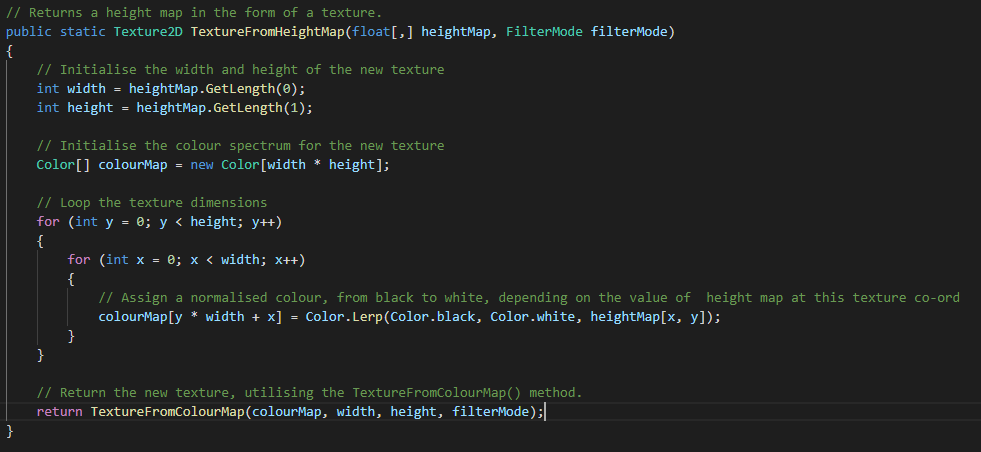 // Returns a height map in the form of a texture.
public static Texture2D TextureFromHeightMap(float[,] heightMap, FilterMode filterMode)
{
    // Initialise the width and height of the new texture
    int width = heightMap.GetLength(0);
    int height = heightMap.GetLength(1);

    // Initialise the colour spectrum for the new texture
    Color[] colourMap = new Color[width * height];

    // Loop the texture dimensions
    for (int y = 0; y < height; y++)
    {
        for (int x = 0; x < width; x++)
        {
            // Assign a normalised colour, from black to white, depending on the value of  height map at this texture co-ord
            colourMap[y * width + x] = Color.Lerp(Color.black, Color.white, heightMap[x, y]);
        }
    }

    // Return the new texture, utilising the TextureFromColourMap() method.
    return TextureFromColourMap(colourMap, width, height, filterMode);
}